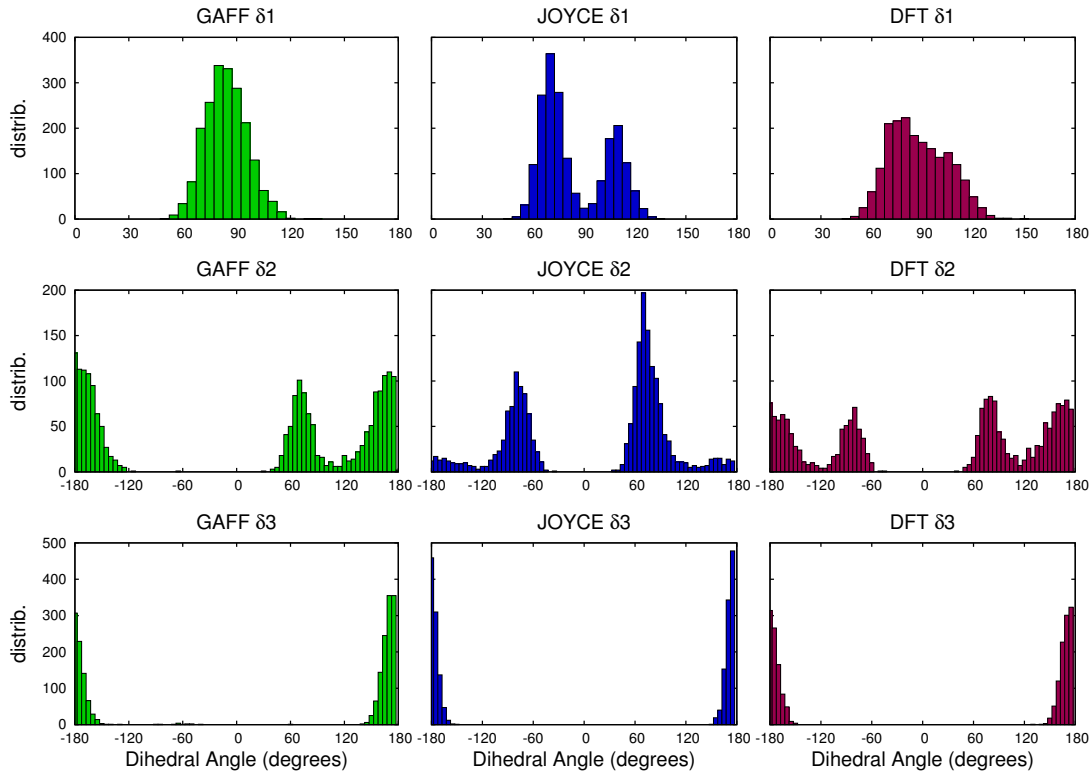 GAFF δ1 JOYCE δ1 DFT δ1
400
300
200
100
0
distrib.
0 30 60 90 120 150 180 0 30 60 90 120 150 180 0 30 60 90 120 150 180
GAFF δ2 JOYCE δ2 DFT δ2
200
150
100
50
0
distrib.
-180 -120 -60 0 60 120 180 -180 -120 -60 0 60 120 180 -180 -120 -60 0 60 120 180
GAFF δ3 JOYCE δ3 DFT δ3
500
400
300
200
100
0
distrib.
-180 -120 -60 0 60 120 180 -180 -120 -60 0 60 120 180 -180 -120 -60 0 60 120 180
Dihedral Angle (degrees) Dihedral Angle (degrees) Dihedral Angle (degrees)